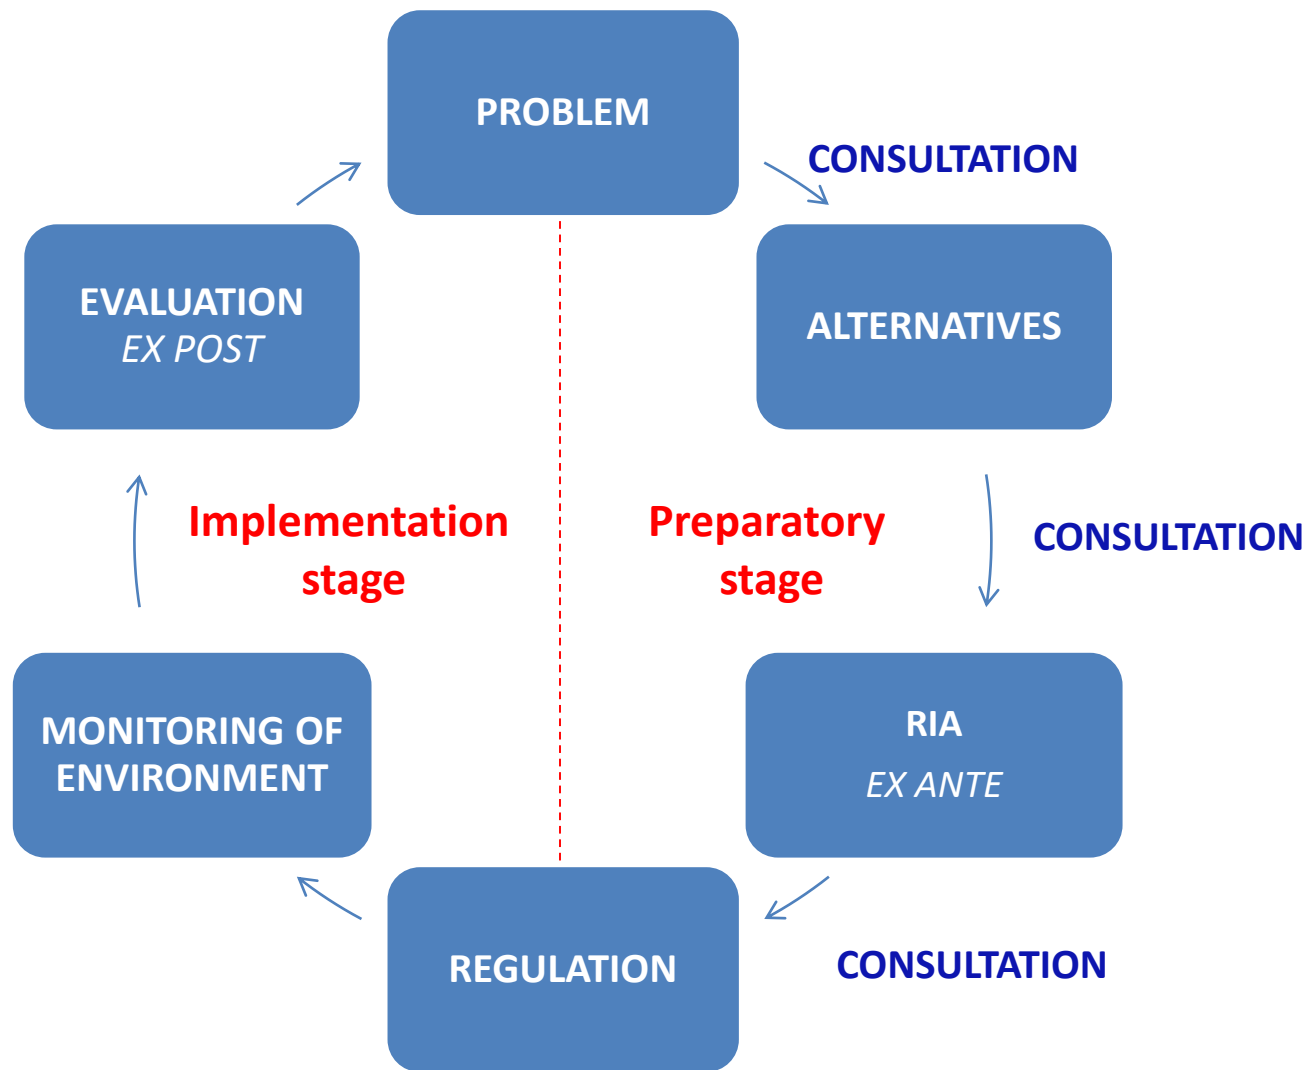 PROBLEM
CONSULTATION
EVALUATION
EX POST
ALTERNATIVES
Implementation
stage
Preparatory
stage
CONSULTATION
MONITORING OF
ENVIRONMENT
RIA
EX ANTE
REGULATION
CONSULTATION